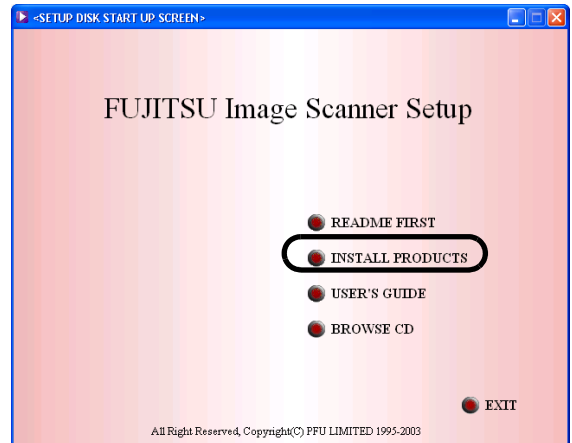 <SETUP DISK START UP SCREEN>
FUJITSU Image Scanner Setup
README FIRST
INSTALL PRODUCTS
USER'S GUIDE
BROWSE CD
EXIT
All Right Reserved, Copyright(C) PFU LIMITED 1995-2003